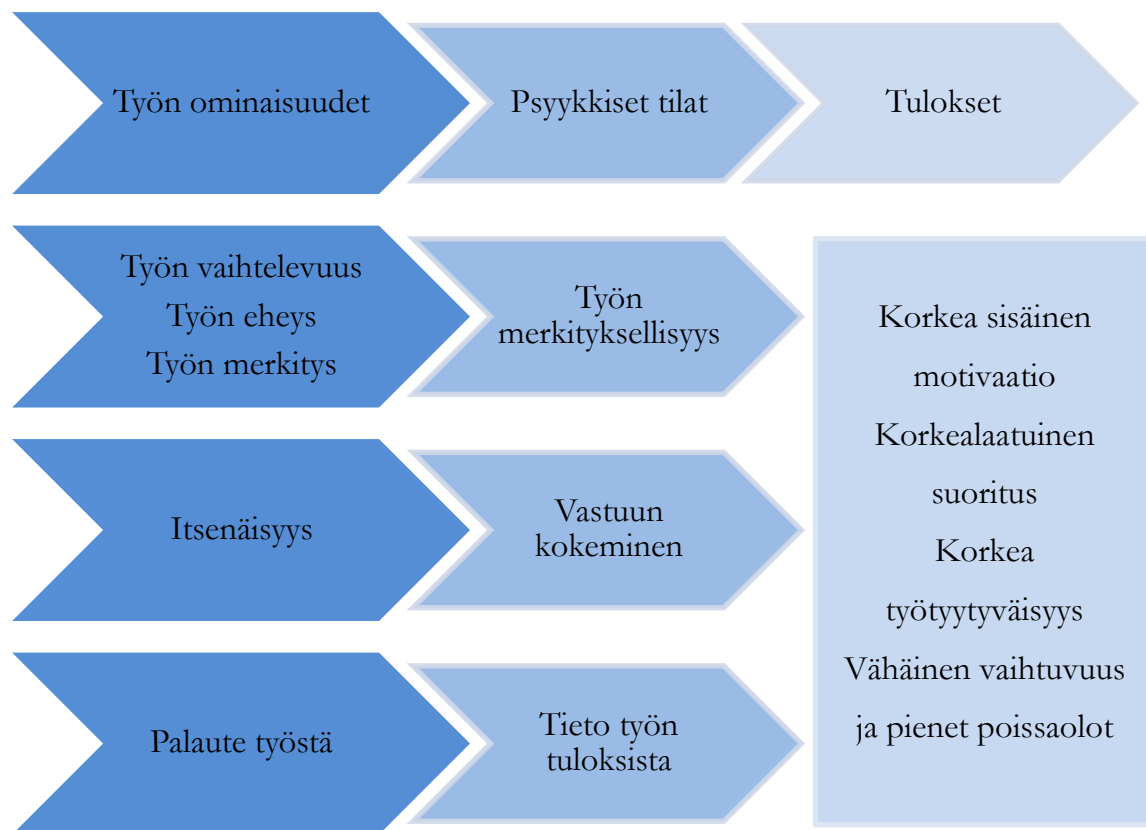 Työn ominaisuudet
Psyykkiset tilat
Tulokset
Työn vaihtelevuus
Työn eheys
Työn merkitys
Työn
merkityksellisyys
Itsenäisyys
Vastuun
kokeminen
Palaute työstä
Tieto työn
tuloksista
Korkea sisäinen
motivaatio
Korkealaatuinen
suoritus
Korkea
työtyytyväisyys
Vähäinen vaihtuvuus
ja pienet poissaolot